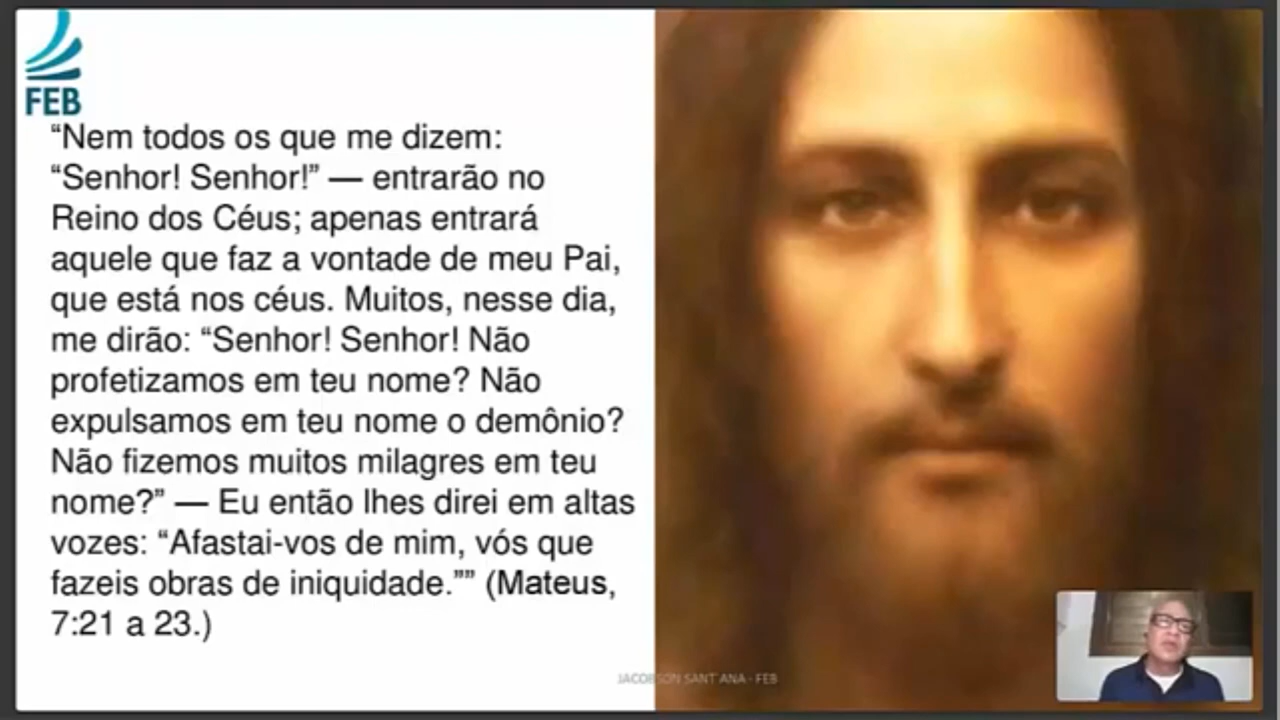 FEB
“Nem todos os que me dizem:
“Senhor! Senhor!” — entrarão no
Reino dos Céus; apenas entrará
aquele que faz a vontade de meu Pai,
que está nos céus. Muitos, nesse dia,
me dirão: “Senhor! Senhor! Não
profetizamos em teu nome? Não
expulsamos em teu nome o demônio?
Não fizemos muitos milagres em teu
nome?” — Eu então lhes direi em altas
vozes: “Afastai-vos de mim, vós que
fazeis obras de iniquidade.”” (Mateus,
7:21 a 23.)
JACOBSON SANT ANA - FEB